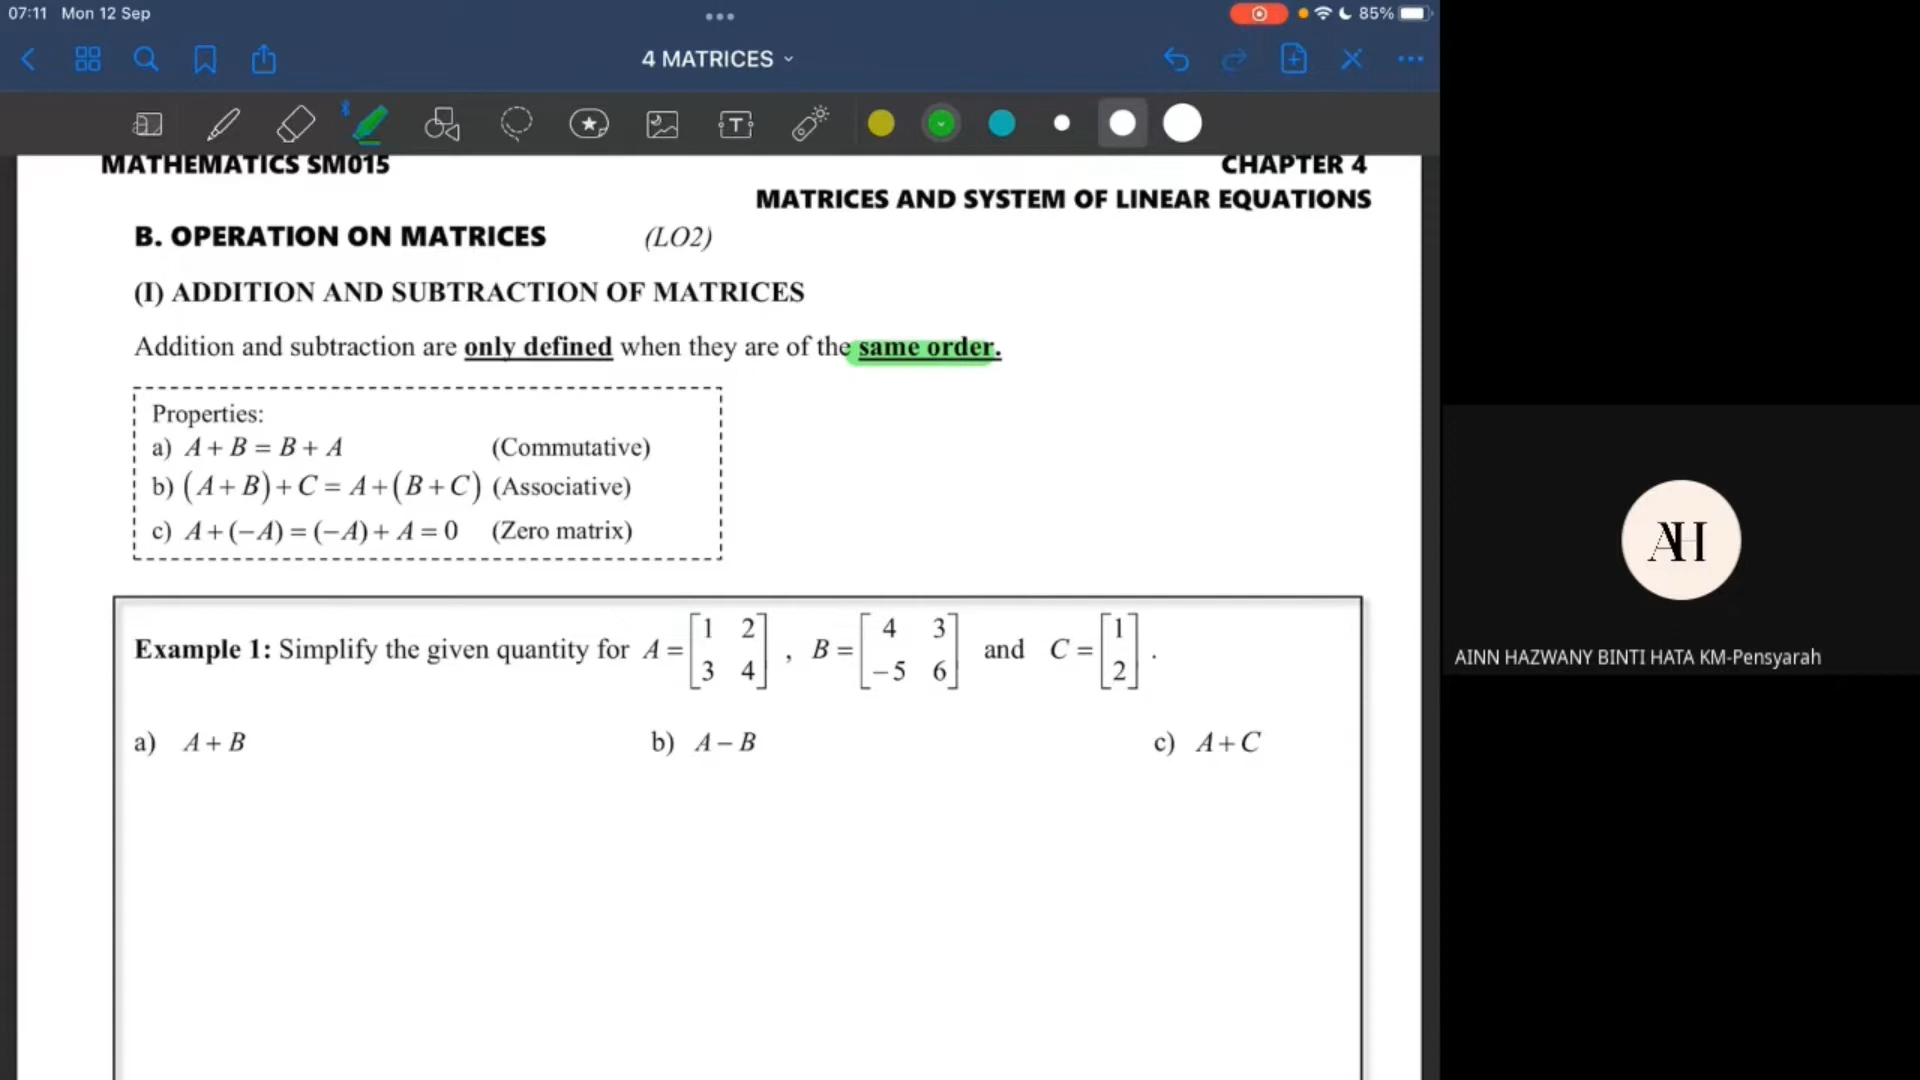 07:11 Mon 12 Sep
85%
4 MATRICES
MATHEMATICS SM015
CHAPTER 4
MATRICES AND SYSTEM OF LINEAR EQUATIONS
B. OPERATION ON MATRICES (LO2)
(I) ADDITION AND SUBTRACTION OF MATRICES
Addition and subtraction are only defined when they are of the same order.
Properties:
a) A + B = B + A (Commutative)
b) (A + B) + C = A + (B + C) (Associative)
c) A + (−A) = (−A) + A = 0 (Zero matrix)
Example 1: Simplify the given quantity for A = [1 2; 3 4], B = [4 3; −5 6] and C = [1; 2].
a) A + B b) A − B c) A + C
AH
AINN HAZWANY BINTI HATA KM-Pensyarah